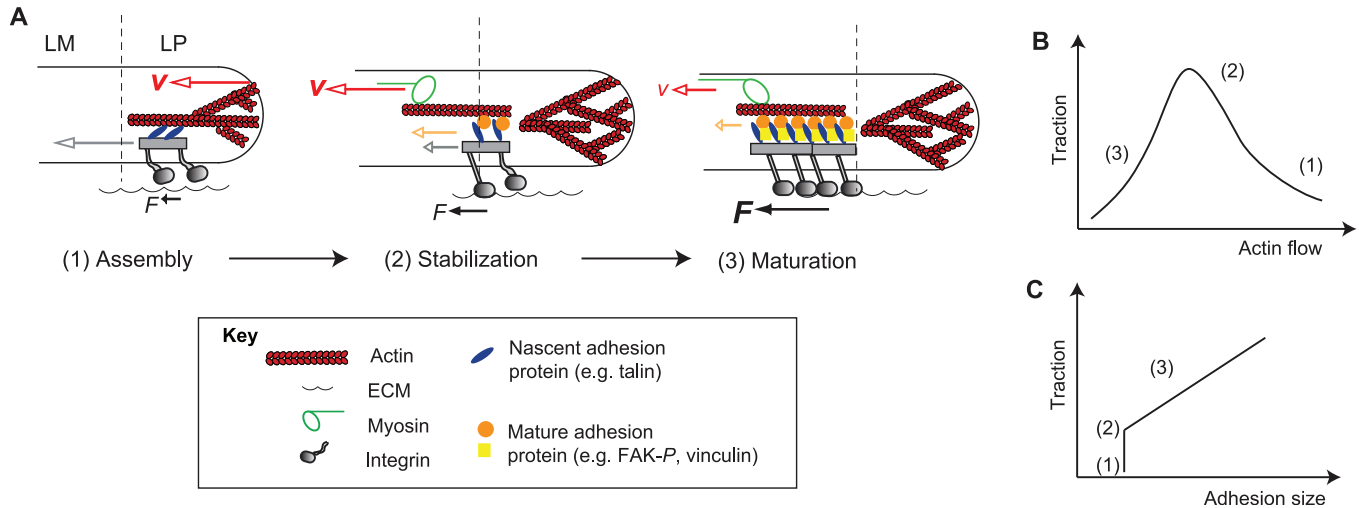 A
LM LP
v
F
(1) Assembly
v
F
(2) Stabilization
v
F
(3) Maturation
Key
Actin
ECM
Myosin
Integrin
Nascent adhesion
protein (e.g. talin)
Mature adhesion
protein (e.g. FAK-P, vinculin)
B
Traction
(3)
(2)
(1)
Actin flow
C
Traction
(3)
(2)
(1)
Adhesion size